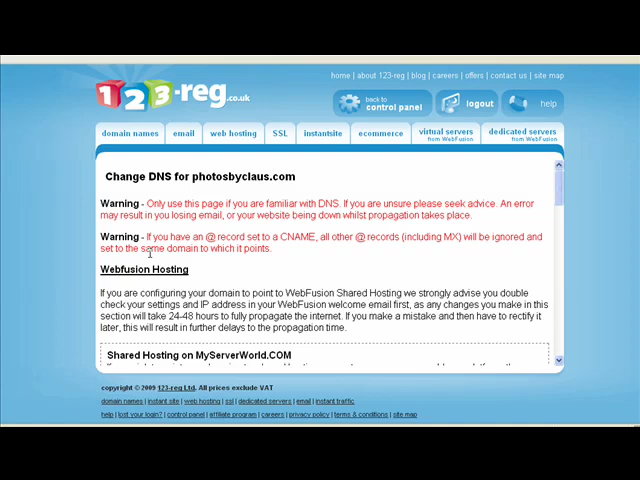 123-reg.co.uk
home | about 123-reg | blog | careers | offers | contact us | site map
back to
control panel
logout
help
domain names
email
web hosting
SSL
instantsite
ecommerce
virtual servers
from WebFusion
dedicated servers
from WebFusion
Change DNS for photosbyclaus.com
Warning - Only use this page if you are familiar with DNS. If you are unsure please seek advice. An error
may result in you losing email, or your website being down whilst propagation takes place.
Warning - If you have an @ record set to a CNAME, all other @ records (including MX) will be ignored and
set to the same domain to which it points.
Webfusion Hosting
If you are configuring your domain to point to WebFusion Shared Hosting we strongly advise you double
check your settings and IP address in your WebFusion welcome email first, as any changes you make in this
section will take 24-48 hours to fully propagate the internet. If you make a mistake and then have to rectify it
later, this will result in further delays to the propagation time.
Shared Hosting on MyServerWorld.COM
copyright © 2009 123-reg Ltd. All prices exclude VAT
domain names | instant site | web hosting | ssl | dedicated servers | email | instant traffic
help | lost your login? | control panel | affiliate program | careers | privacy policy | terms & conditions | site map